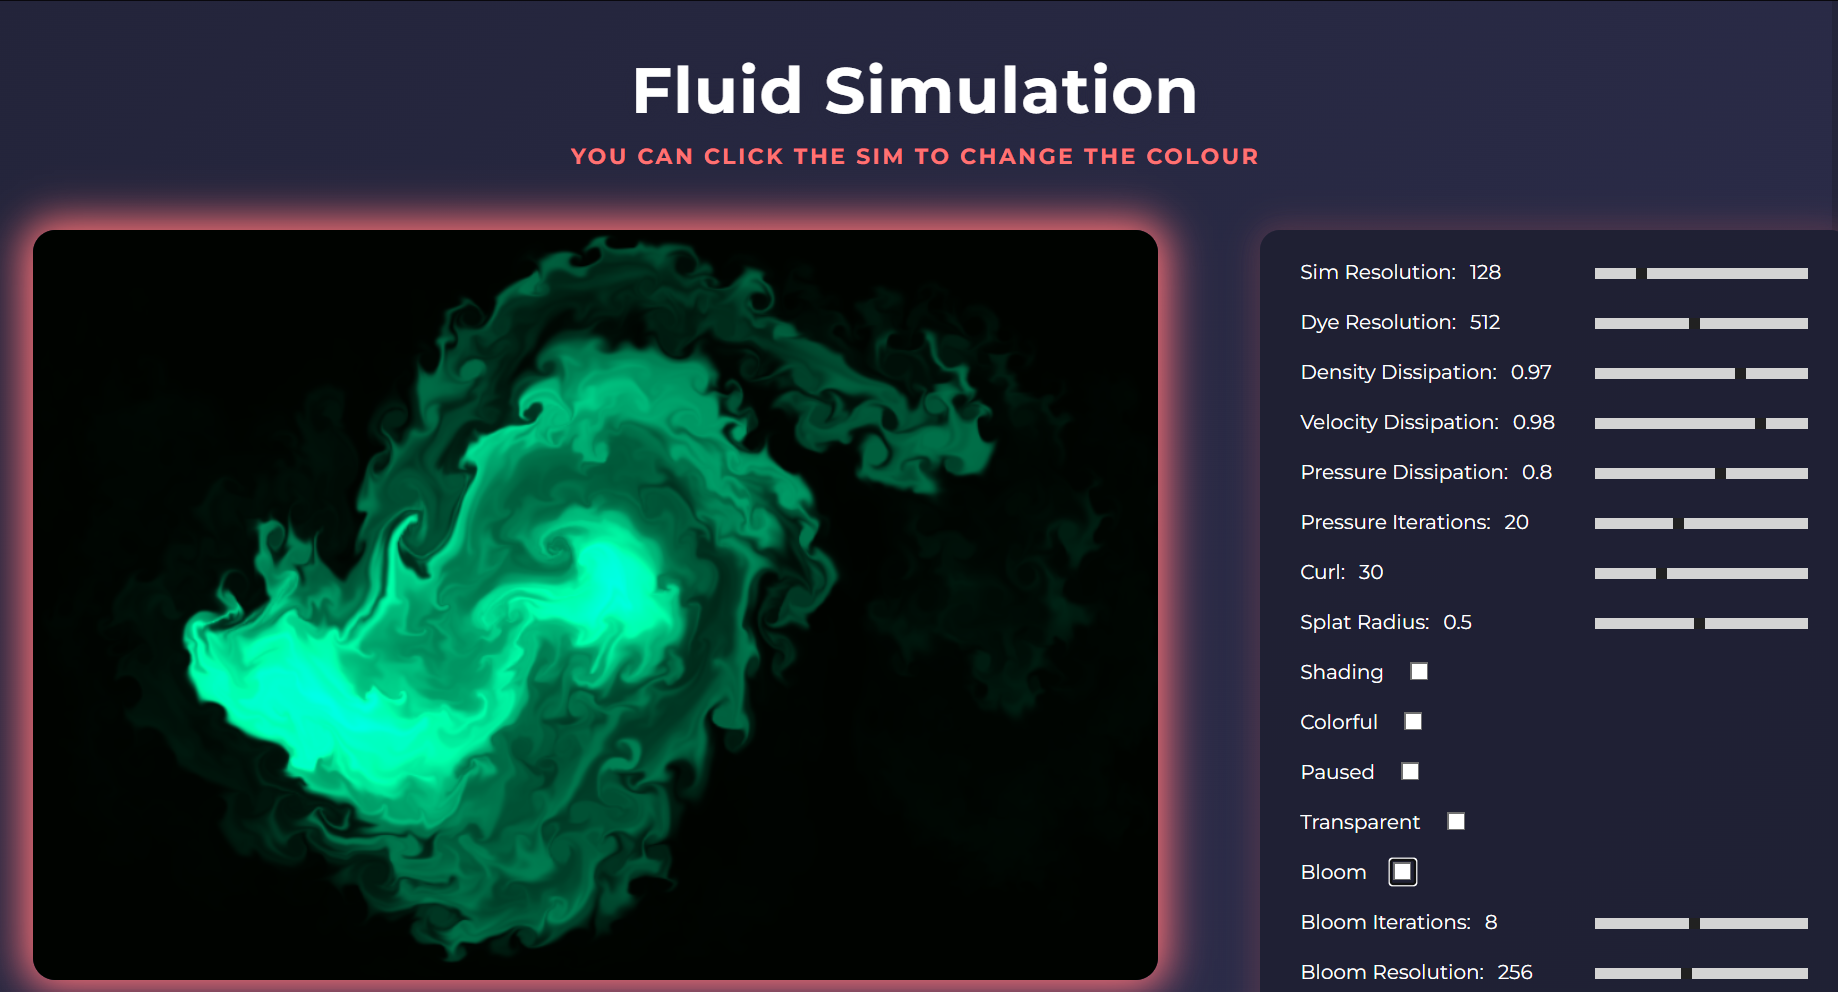 Fluid Simulation
YOU CAN CLICK THE SIM TO CHANGE THE COLOUR
Sim Resolution: 128
Dye Resolution: 512
Density Dissipation: 0.97
Velocity Dissipation: 0.98
Pressure Dissipation: 0.8
Pressure Iterations: 20
Curl: 30
Splat Radius: 0.5
Shading
Colorful
Paused
Transparent
Bloom
Bloom Iterations: 8
Bloom Resolution: 256